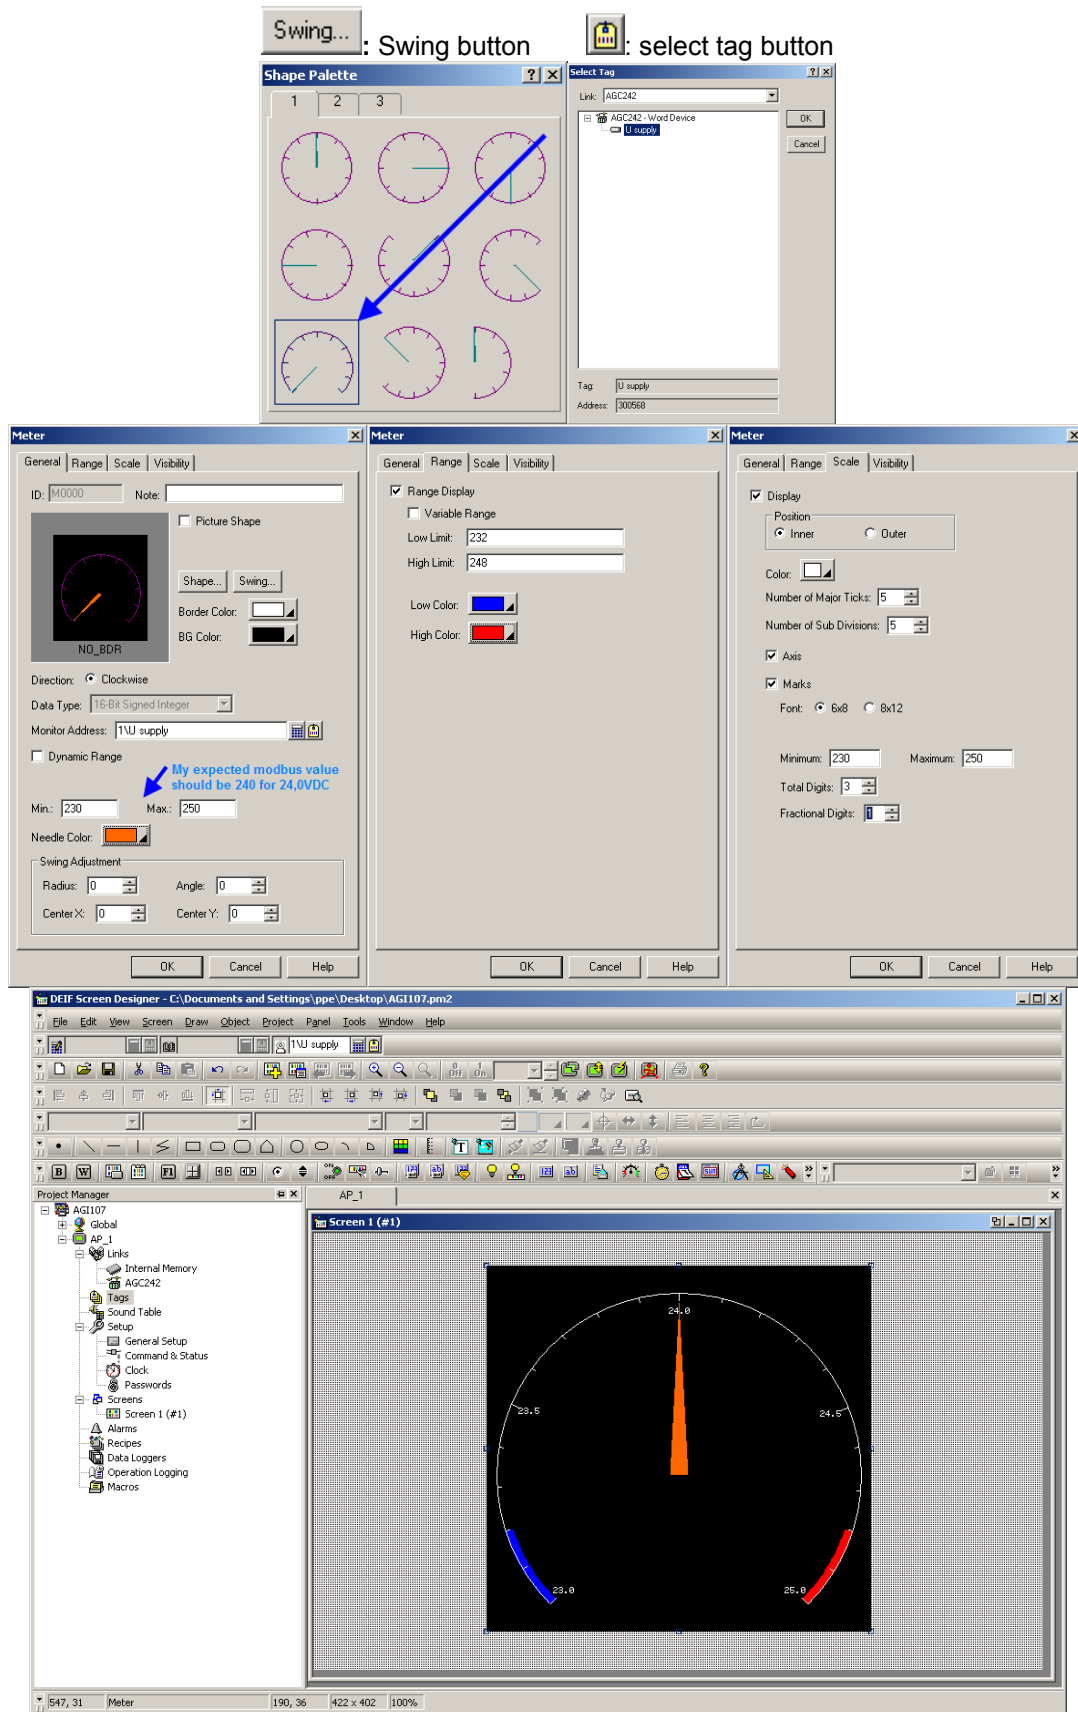 Swing... : Swing button : select tag button
Shape Palette
1 2 3
Select Tag
Link: AGC242
AGC242 - Word Device
U supply
OK
Cancel
Tag: U supply
Address: 300568
Meter
General Range Scale Visibility
ID: M0000 Note:
Picture Shape
Shape... Swing...
Border Color:
BG Color:
NO_BDR
Direction: Clockwise
Data Type: 16-Bit Signed Integer
Monitor Address: 1\U supply
Dynamic Range
My expected modbus value
should be 240 for 24,0VDC
Min.: 230 Max.: 250
Needle Color:
Swing Adjustment
Radius: 0 Angle: 0
Center X: 0 Center Y: 0
OK Cancel Help
Meter
General Range Scale Visibility
Range Display
Variable Range
Low Limit: 232
High Limit: 248
Low Color:
High Color:
OK Cancel Help
Meter
General Range Scale Visibility
Display
Position
Inner Outer
Color:
Number of Major Ticks: 5
Number of Sub Divisions: 5
Axis
Marks
Font: 6x8 8x12
Minimum: 230 Maximum: 250
Total Digits: 3
Fractional Digits: 1
OK Cancel Help
DEIF Screen Designer - C:\Documents and Settings\ppe\Desktop\AGI107.pm2
File Edit View Screen Draw Object Project Panel Tools Window Help
1\U supply
Project Manager
AGI107
Global
AP_1
Links
Internal Memory
AGC242
Tags
Sound Table
Setup
General Setup
Command & Status
Clock
Passwords
Screens
Screen 1 (#1)
Alarms
Recipes
Data Loggers
Operation Logging
Macros
AP_1
Screen 1 (#1)
24.0
23.5 24.5
23.0 25.0
547, 31 Meter 190, 36 422 x 402 100%